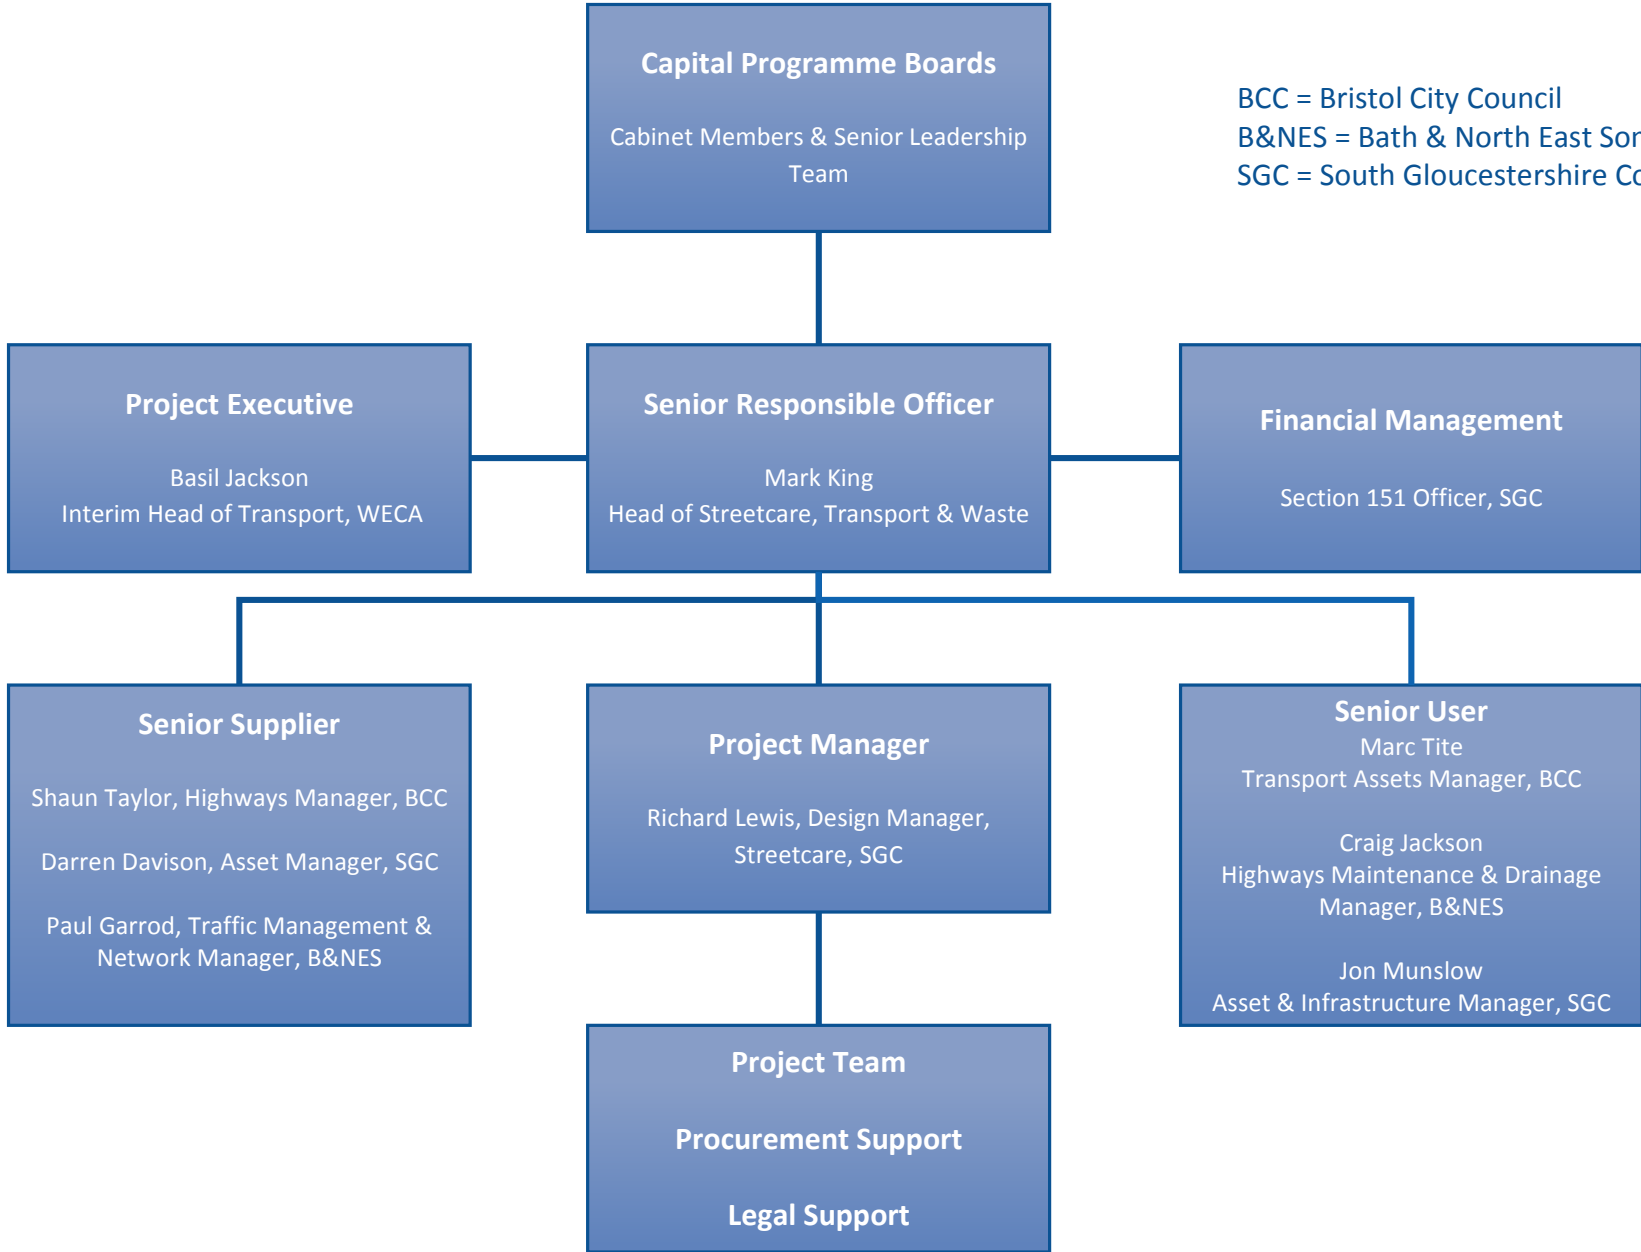 Capital Programme Boards
Cabinet Members & Senior Leadership
Team
BCC = Bristol City Council
B&NES = Bath & North East
SGC = South Gloucestershire
Project Executive
Basil Jackson
Interim Head of Transport, WECA
Senior Responsible Officer
Mark King
Head of Streetcare, Transport & Waste
Financial Management
Section 151 Officer, SGC
Senior Supplier
Shaun Taylor, Highways Manager, BCC
Darren Davison, Asset Manager, SGC
Paul Garrod, Traffic Management &
Network Manager, B&NES
Project Manager
Richard Lewis, Design Manager,
Streetcare, SGC
Senior User
Marc Tite
Transport Assets Manager, BCC
Craig Jackson
Highways Maintenance & Drainage
Manager, B&NES
Jon Munslow
Asset & Infrastructure Manager, SGC
Project Team
Procurement Support
Legal Support